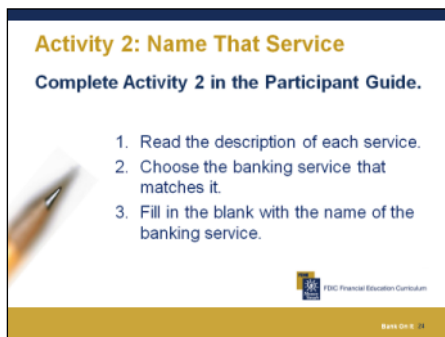 Activity 2: Name That Service
Complete Activity 2 in the Participant Guide.
1. Read the description of each service.
2. Choose the banking service that
matches it.
3. Fill in the blank with the name of the
banking service.
FDIC Financial Education Curriculum
Bank On It